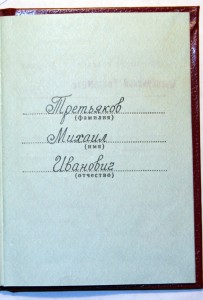 Третьяков
(фамилия)
Михаил
(имя)
Иванович
(отчество)